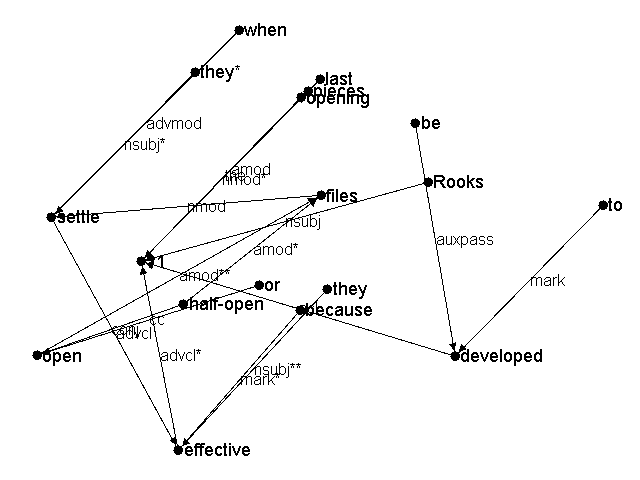 when
they*
last
pieces
opening
be
advmod
nsubj*
amod
nmod*
Rooks
files
to
settle
nmod
nsubj
auxpass
amod*
amod**
mark
or
they
half-open
because
cc
advcl
open
advcl*
developed
nsubj**
mark*
effective